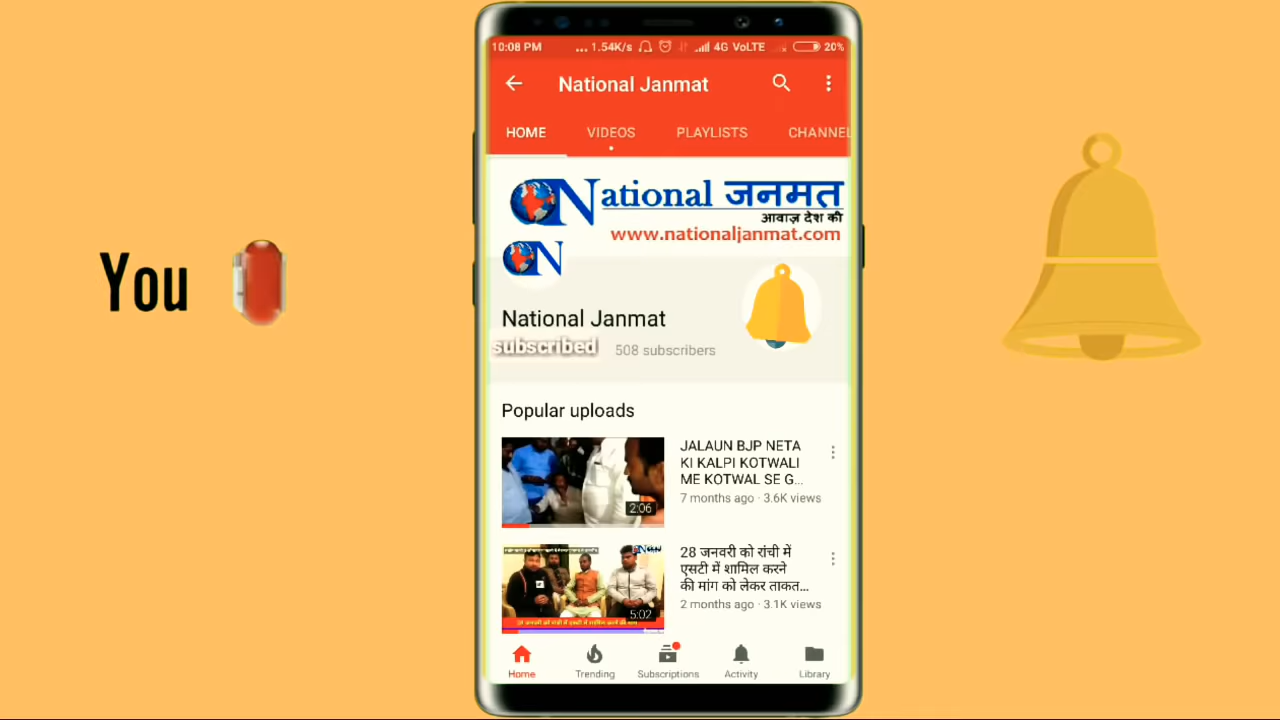 10:08 PM ... 1.54K/s 4G VoLTE 20%
National Janmat
HOME VIDEOS PLAYLISTS CHANNEL
National जनमत
आवाज़ देश की
www.nationaljanmat.com
N
You
National Janmat
subscribed 508 subscribers
Popular uploads
JALAUN BJP NETA
KI KALPI KOTWALI
ME KOTWAL SE G...
7 months ago · 3.6K views
2:06
28 जनवरी को रांची में
एसटी में शामिल करने
की मांग को लेकर ताकत...
2 months ago · 3.1K views
5:02
Home Trending Subscriptions Activity Library